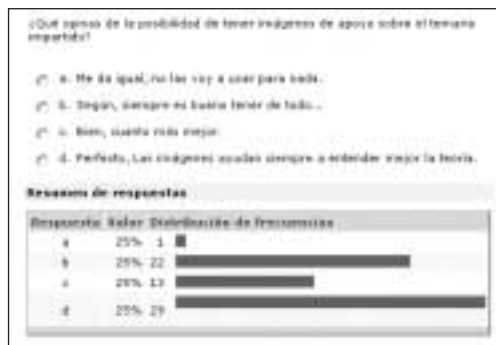 ¿Qué opinas de la posibilidad de tener imágenes de apoyo sobre el temario
impartido?
a. Me da igual, no las voy a usar para nada.
b. Según, siempre es bueno tener de todo...
c. Bien, cuanto más mejor.
d. Perfecto, Las imágenes ayudan siempre a entender mejor la teoría.
Resumen de respuestas
Respuesta Valor Distribución de frecuencias
a 25% 1
b 25% 22
c 25% 13
d 25% 29